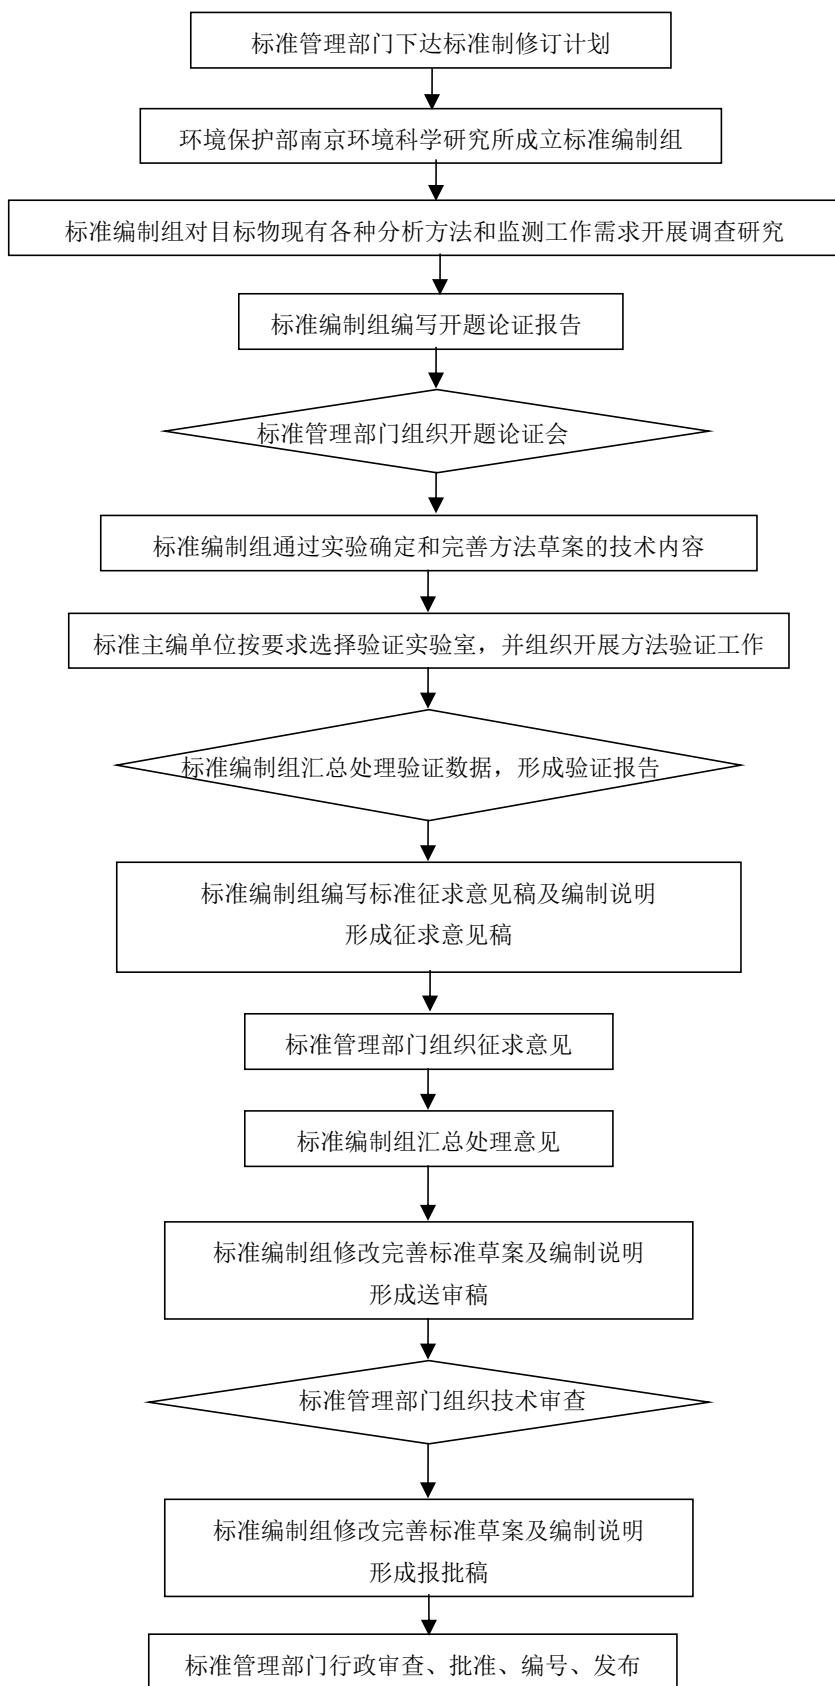 标准管理部门下达标准制修订计划
环境保护部南京环境科学研究所成立标准编制组
标准编制组对目标物现有各种分析方法和监测工作需求开展调查研究
标准编制组编写开题论证报告
标准管理部门组织开题论证会
标准编制组通过实验确定和完善方法草案的技术内容
标准主编单位按要求选择验证实验室，并组织开展方法验证工作
标准编制组汇总处理验证数据，形成验证报告
标准编制组编写标准征求意见稿及编制说明
形成征求意见稿
标准管理部门组织征求意见
标准编制组汇总处理意见
标准编制组修改完善标准草案及编制说明
形成送审稿
标准管理部门组织技术审查
标准编制组修改完善标准草案及编制说明
形成报批稿
标准管理部门行政审查、批准、编号、发布